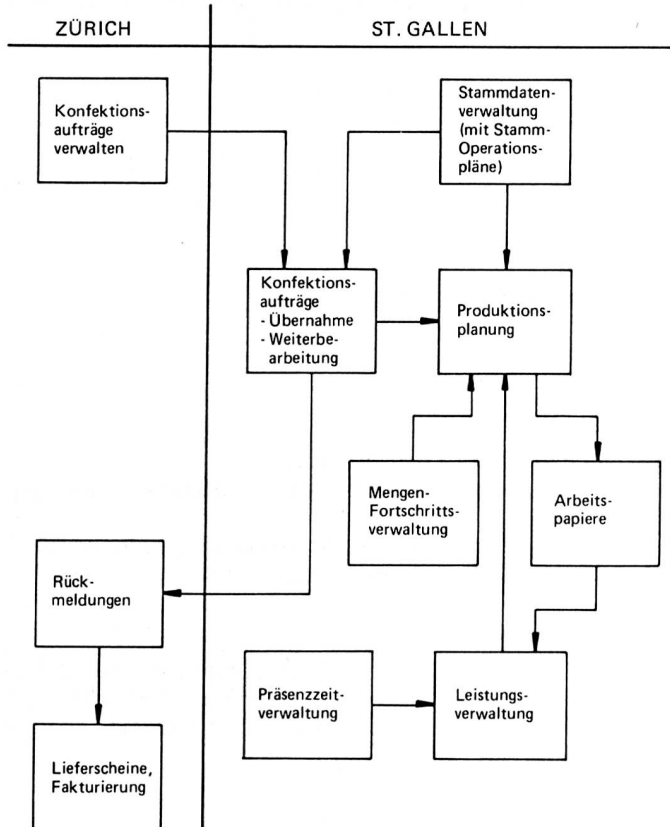 ZÜRICH
ST. GALLEN
Konfektions-
aufträge
verwalten
Stammdaten-
verwaltung
(mit Stamm-
Operations-
pläne)
Konfektions-
aufträge
- Übernahme
- Weiterbe-
arbeitung
Produktions-
planung
Mengen-
Fortschritts-
verwaltung
Arbeits-
papiere
Rück-
meldungen
Präsenzzeit-
verwaltung
Leistungs-
verwaltung
Lieferscheine,
Fakturierung